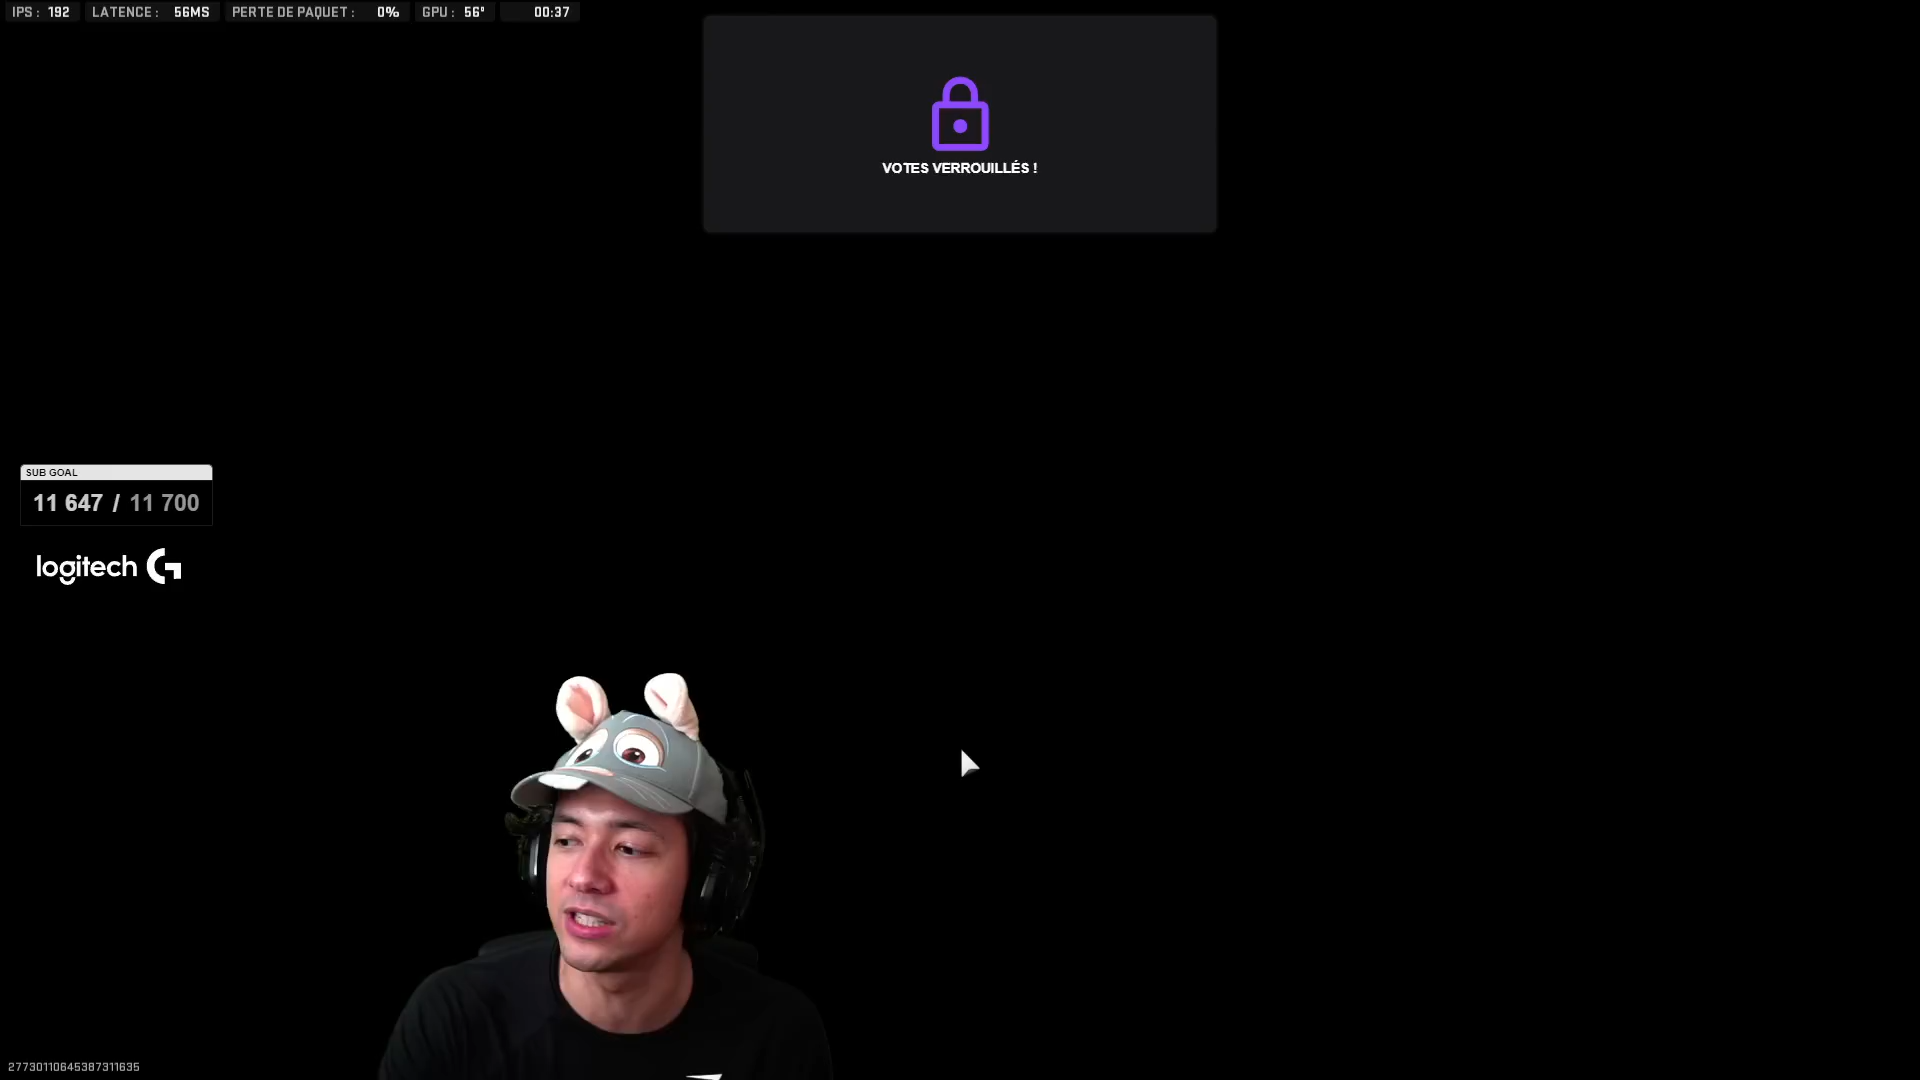 IPS : 192 LATENCE : 56MS PERTE DE PAQUET : 0% GPU : 56° 00:37
VOTES VERROUILLÉS !
SUB GOAL
11 647 / 11 700
logitech G
27730110645387311635